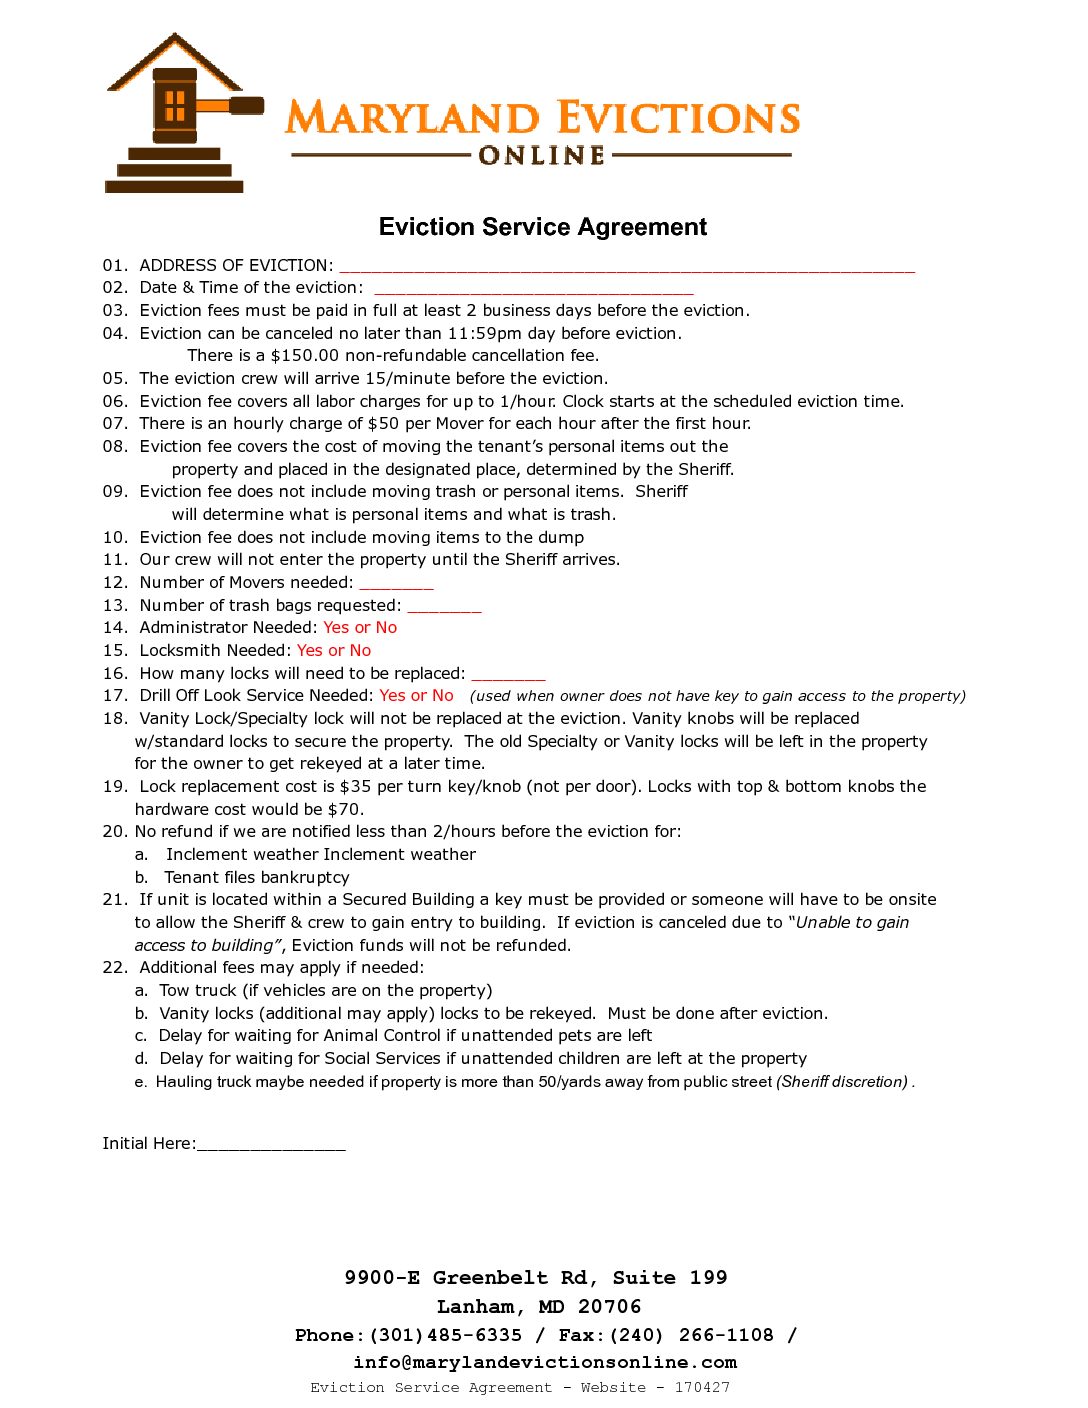 MARYLAND EVICTIONS
ONLINE
Eviction Service Agreement
01. ADDRESS OF EVICTION: ______________________________________________________
02. Date & Time of the eviction: ______________________________
03. Eviction fees must be paid in full at least 2 business days before the eviction.
04. Eviction can be canceled no later than 11:59pm day before eviction.
There is a $150.00 non-refundable cancellation fee.
05. The eviction crew will arrive 15/minute before the eviction.
06. Eviction fee covers all labor charges for up to 1/hour. Clock starts at the scheduled eviction time.
07. There is an hourly charge of $50 per Mover for each hour after the first hour.
08. Eviction fee covers the cost of moving the tenant’s personal items out the
property and placed in the designated place, determined by the Sheriff.
09. Eviction fee does not include moving trash or personal items. Sheriff
will determine what is personal items and what is trash.
10. Eviction fee does not include moving items to the dump
11. Our crew will not enter the property until the Sheriff arrives.
12. Number of Movers needed: _______
13. Number of trash bags requested: _______
14. Administrator Needed: Yes or No
15. Locksmith Needed: Yes or No
16. How many locks will need to be replaced: _______
17. Drill Off Look Service Needed: Yes or No (used when owner does not have key to gain access to the property)
18. Vanity Lock/Specialty lock will not be replaced at the eviction. Vanity knobs will be replaced
w/standard locks to secure the property. The old Specialty or Vanity locks will be left in the property
for the owner to get rekeyed at a later time.
19. Lock replacement cost is $35 per turn key/knob (not per door). Locks with top & bottom knobs the
hardware cost would be $70.
20. No refund if we are notified less than 2/hours before the eviction for:
a. Inclement weather Inclement weather
b. Tenant files bankruptcy
21. If unit is located within a Secured Building a key must be provided or someone will have to be onsite
to allow the Sheriff & crew to gain entry to building. If eviction is canceled due to “Unable to gain
access to building”, Eviction funds will not be refunded.
22. Additional fees may apply if needed:
a. Tow truck (if vehicles are on the property)
b. Vanity locks (additional may apply) locks to be rekeyed. Must be done after eviction.
c. Delay for waiting for Animal Control if unattended pets are left
d. Delay for waiting for Social Services if unattended children are left at the property
e. Hauling truck maybe needed if property is more than 50/yards away from public street (Sheriff discretion) .
Initial Here:______________
9900-E Greenbelt Rd, Suite 199
Lanham, MD 20706
Phone:(301)485-6335 / Fax:(240) 266-1108 /
info@marylandevictionsonline.com
Eviction Service Agreement - Website - 170427